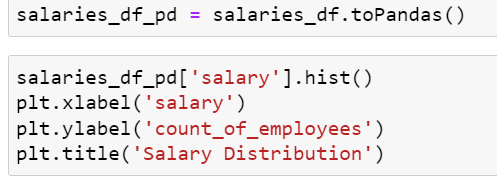 salaries_df_pd = salaries_df.toPandas()
salaries_df_pd['salary'].hist()
plt.xlabel('salary')
plt.ylabel('count_of_employees')
plt.title('Salary Distribution')